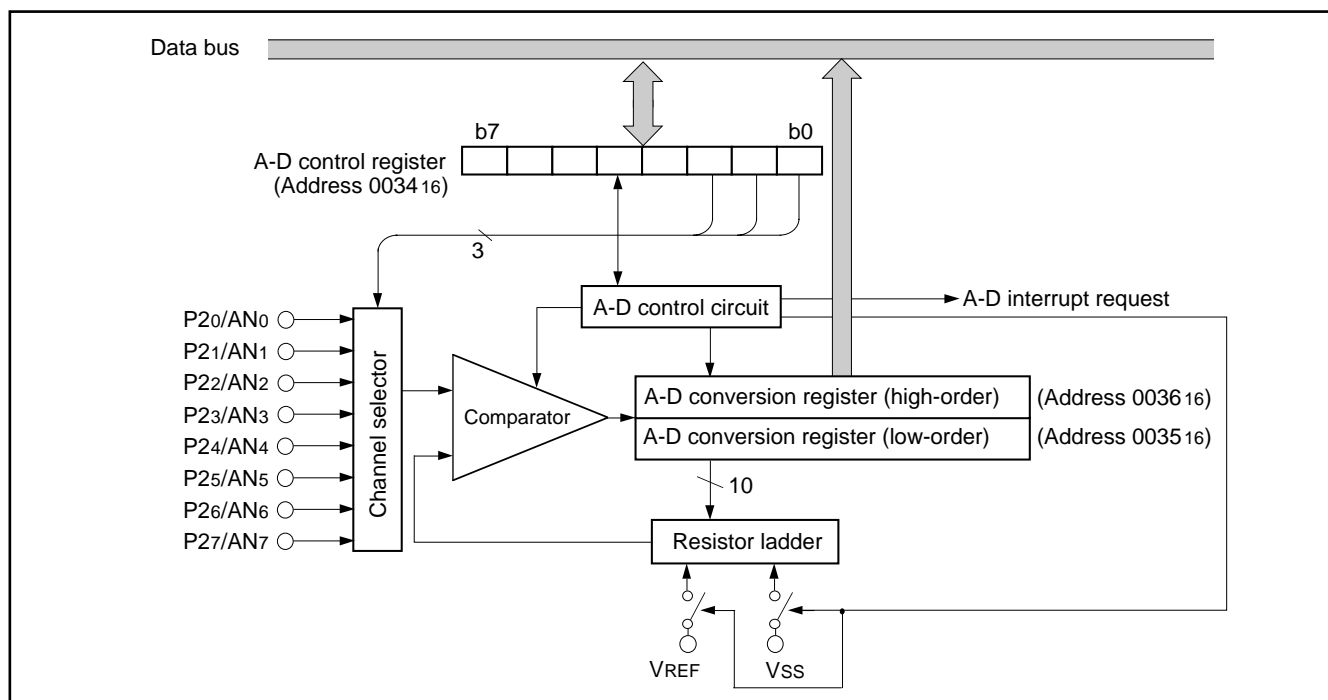 Data bus
b7 b0
A-D control register
(Address 003416)
3
A-D control circuit
A-D interrupt request
P20/AN0
P21/AN1
P22/AN2
P23/AN3
P24/AN4
P25/AN5
P26/AN6
P27/AN7
Channel selector
Comparator
A-D conversion register (high-order) (Address 003616)
A-D conversion register (low-order) (Address 003516)
10
Resistor ladder
VREF VSS